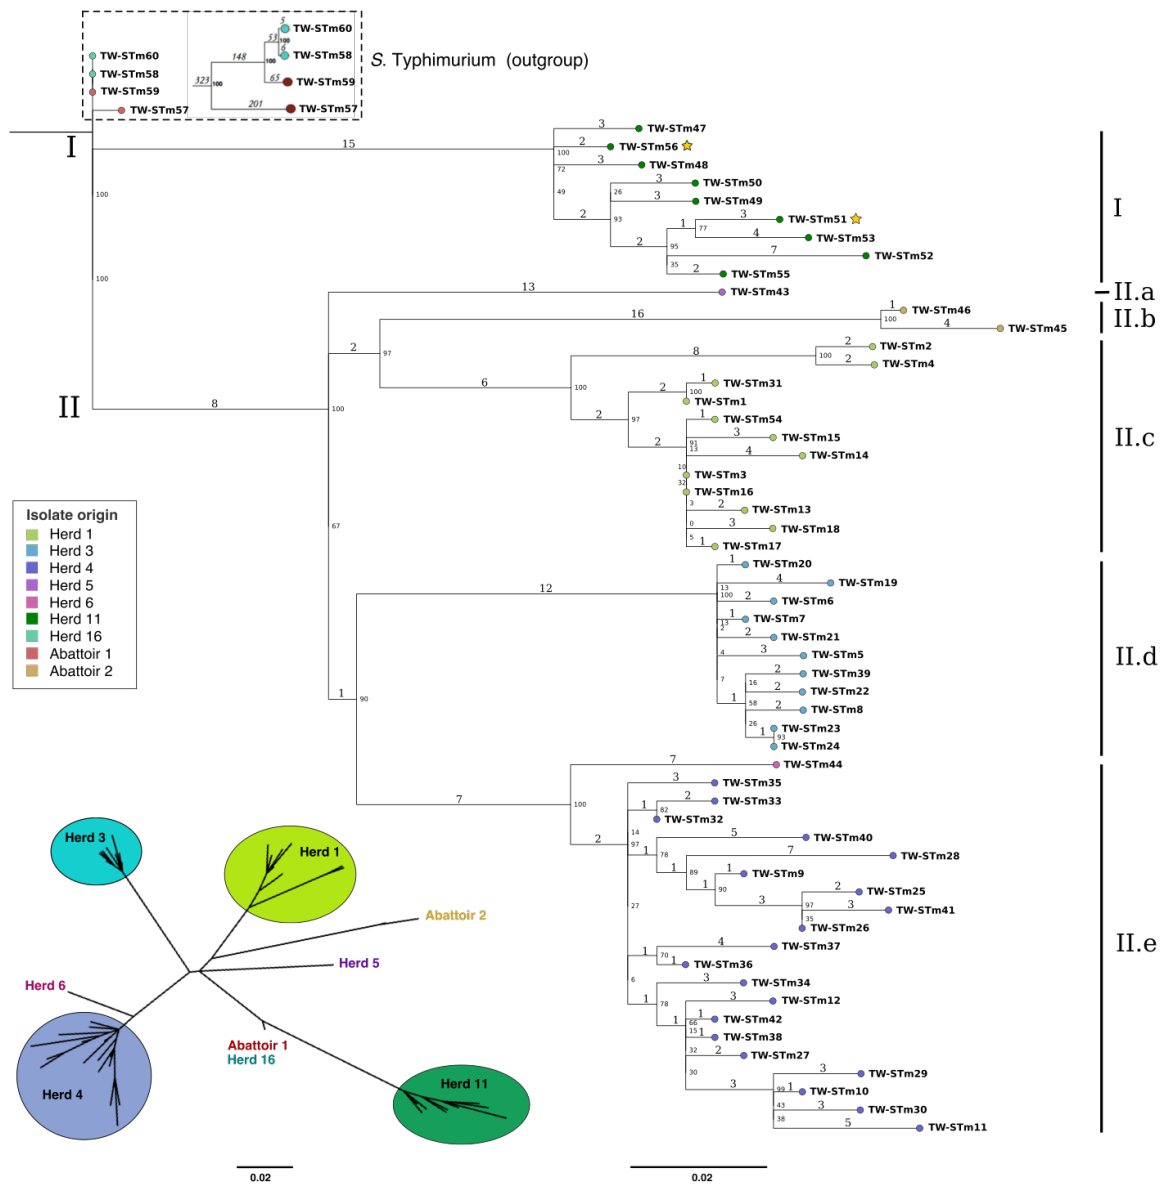 5
TW-STm60
53
100
TW-STm60
6
TW-STm58
148
100
TW-STm58
S. Typhimurium (outgroup)
TW-STm59
323
100
65
TW-STm59
TW-STm57
201
TW-STm57
I
15
3
TW-STm47
2
TW-STm56
100
3
TW-STm48
72
49
3
TW-STm50
26
3
TW-STm49
I
100
2
93
3
TW-STm51
1
77
4
TW-STm53
2
95
7
TW-STm52
35
2
TW-STm55
100
13
TW-STm43
II.a
1
TW-STm46
16
100
II.b
4
TW-STm45
2
97
2
TW-STm2
8
100
2
TW-STm4
6
100
1
TW-STm31
2
100
TW-STm1
II
8
100
2
97
1
TW-STm54
3
TW-STm15
II.c
2
91
13
4
TW-STm14
10
TW-STm3
32
TW-STm16
3
2
TW-STm13
0
3
TW-STm18
5
1
TW-STm17
67
Isolate origin
Herd 1
Herd 3
Herd 4
Herd 5
Herd 6
Herd 11
Herd 16
Abattoir 1
Abattoir 2
1
TW-STm20
12
13
4
TW-STm19
100
2
TW-STm6
1
TW-STm7
13
2
2
TW-STm21
4
3
TW-STm5
II.d
7
2
TW-STm39
16
2
TW-STm22
1
90
1
58
2
TW-STm8
26
1
TW-STm23
93
TW-STm24
7
TW-STm44
7
100
3
TW-STm35
1
2
TW-STm33
82
TW-STm32
2
14
97
5
TW-STm40
1
78
7
TW-STm28
1
89
1
TW-STm9
1
90
2
TW-STm25
3
97
27
3
TW-STm41
35
TW-STm26
II.e
4
TW-STm37
1
70
1
TW-STm36
6
3
TW-STm34
1
78
3
TW-STm12
1
66
1
TW-STm42
15
1
TW-STm38
32
2
TW-STm27
30
3
TW-STm29
3
99
1
TW-STm10
43
3
TW-STm30
38
5
TW-STm11
Herd 3
Herd 1
Abattoir 2
Herd 5
Herd 6
Abattoir 1
Herd 16
Herd 4
Herd 11
0.02
0.02